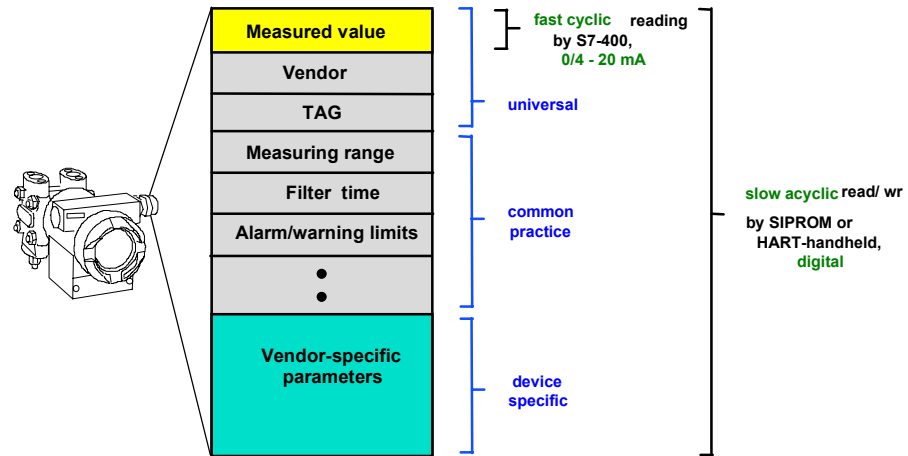 Measured value
Vendor
TAG
Measuring range
Filter time
Alarm/warning limits
Vendor-specific
parameters
universal
common
practice
device
specific
fast cyclic reading
by S7-400,
0/4 - 20 mA
slow acyclic read/ wr
by SIPROM or
HART-handheld,
digital